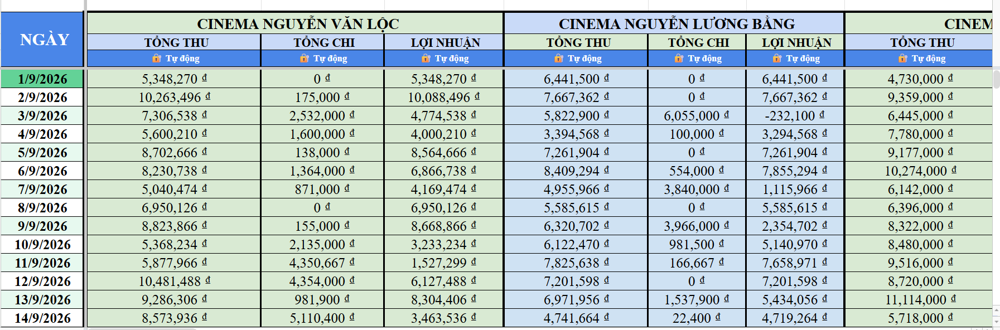 NGÀY
CINEMA NGUYỄN VĂN LỘC CINEMA NGUYỄN LƯƠNG BẰNG CINEM
TỔNG THU TỔNG CHI LỢI NHUẬN TỔNG THU TỔNG CHI LỢI NHUẬN TỔNG THU
🔐 Tự động 🔐 Tự động 🔐 Tự động 🔐 Tự động 🔐 Tự động 🔐 Tự động 🔐 Tự động
1/9/2026 5,348,270 ₫ 0 ₫ 5,348,270 ₫ 6,441,500 ₫ 0 ₫ 6,441,500 ₫ 4,730,000 ₫
2/9/2026 10,263,496 ₫ 175,000 ₫ 10,088,496 ₫ 7,667,362 ₫ 0 ₫ 7,667,362 ₫ 9,359,000 ₫
3/9/2026 7,306,538 ₫ 2,532,000 ₫ 4,774,538 ₫ 5,822,900 ₫ 6,055,000 ₫ -232,100 ₫ 6,445,000 ₫
4/9/2026 5,600,210 ₫ 1,600,000 ₫ 4,000,210 ₫ 3,394,568 ₫ 100,000 ₫ 3,294,568 ₫ 7,780,000 ₫
5/9/2026 8,702,666 ₫ 138,000 ₫ 8,564,666 ₫ 7,261,904 ₫ 0 ₫ 7,261,904 ₫ 9,177,000 ₫
6/9/2026 8,230,738 ₫ 1,364,000 ₫ 6,866,738 ₫ 8,409,294 ₫ 554,000 ₫ 7,855,294 ₫ 10,274,000 ₫
7/9/2026 5,040,474 ₫ 871,000 ₫ 4,169,474 ₫ 4,955,966 ₫ 3,840,000 ₫ 1,115,966 ₫ 6,142,000 ₫
8/9/2026 6,950,126 ₫ 0 ₫ 6,950,126 ₫ 5,585,615 ₫ 0 ₫ 5,585,615 ₫ 6,396,000 ₫
9/9/2026 8,823,866 ₫ 155,000 ₫ 8,668,866 ₫ 6,320,702 ₫ 3,966,000 ₫ 2,354,702 ₫ 8,322,000 ₫
10/9/2026 5,368,234 ₫ 2,135,000 ₫ 3,233,234 ₫ 6,122,470 ₫ 981,500 ₫ 5,140,970 ₫ 8,480,000 ₫
11/9/2026 5,877,966 ₫ 4,350,667 ₫ 1,527,299 ₫ 7,825,638 ₫ 166,667 ₫ 7,658,971 ₫ 9,516,000 ₫
12/9/2026 10,481,488 ₫ 4,354,000 ₫ 6,127,488 ₫ 7,201,598 ₫ 0 ₫ 7,201,598 ₫ 8,720,000 ₫
13/9/2026 9,286,306 ₫ 981,900 ₫ 8,304,406 ₫ 6,971,956 ₫ 1,537,900 ₫ 5,434,056 ₫ 11,114,000 ₫
14/9/2026 8,573,936 ₫ 5,110,400 ₫ 3,463,536 ₫ 4,741,664 ₫ 22,400 ₫ 4,719,264 ₫ 5,718,000 ₫